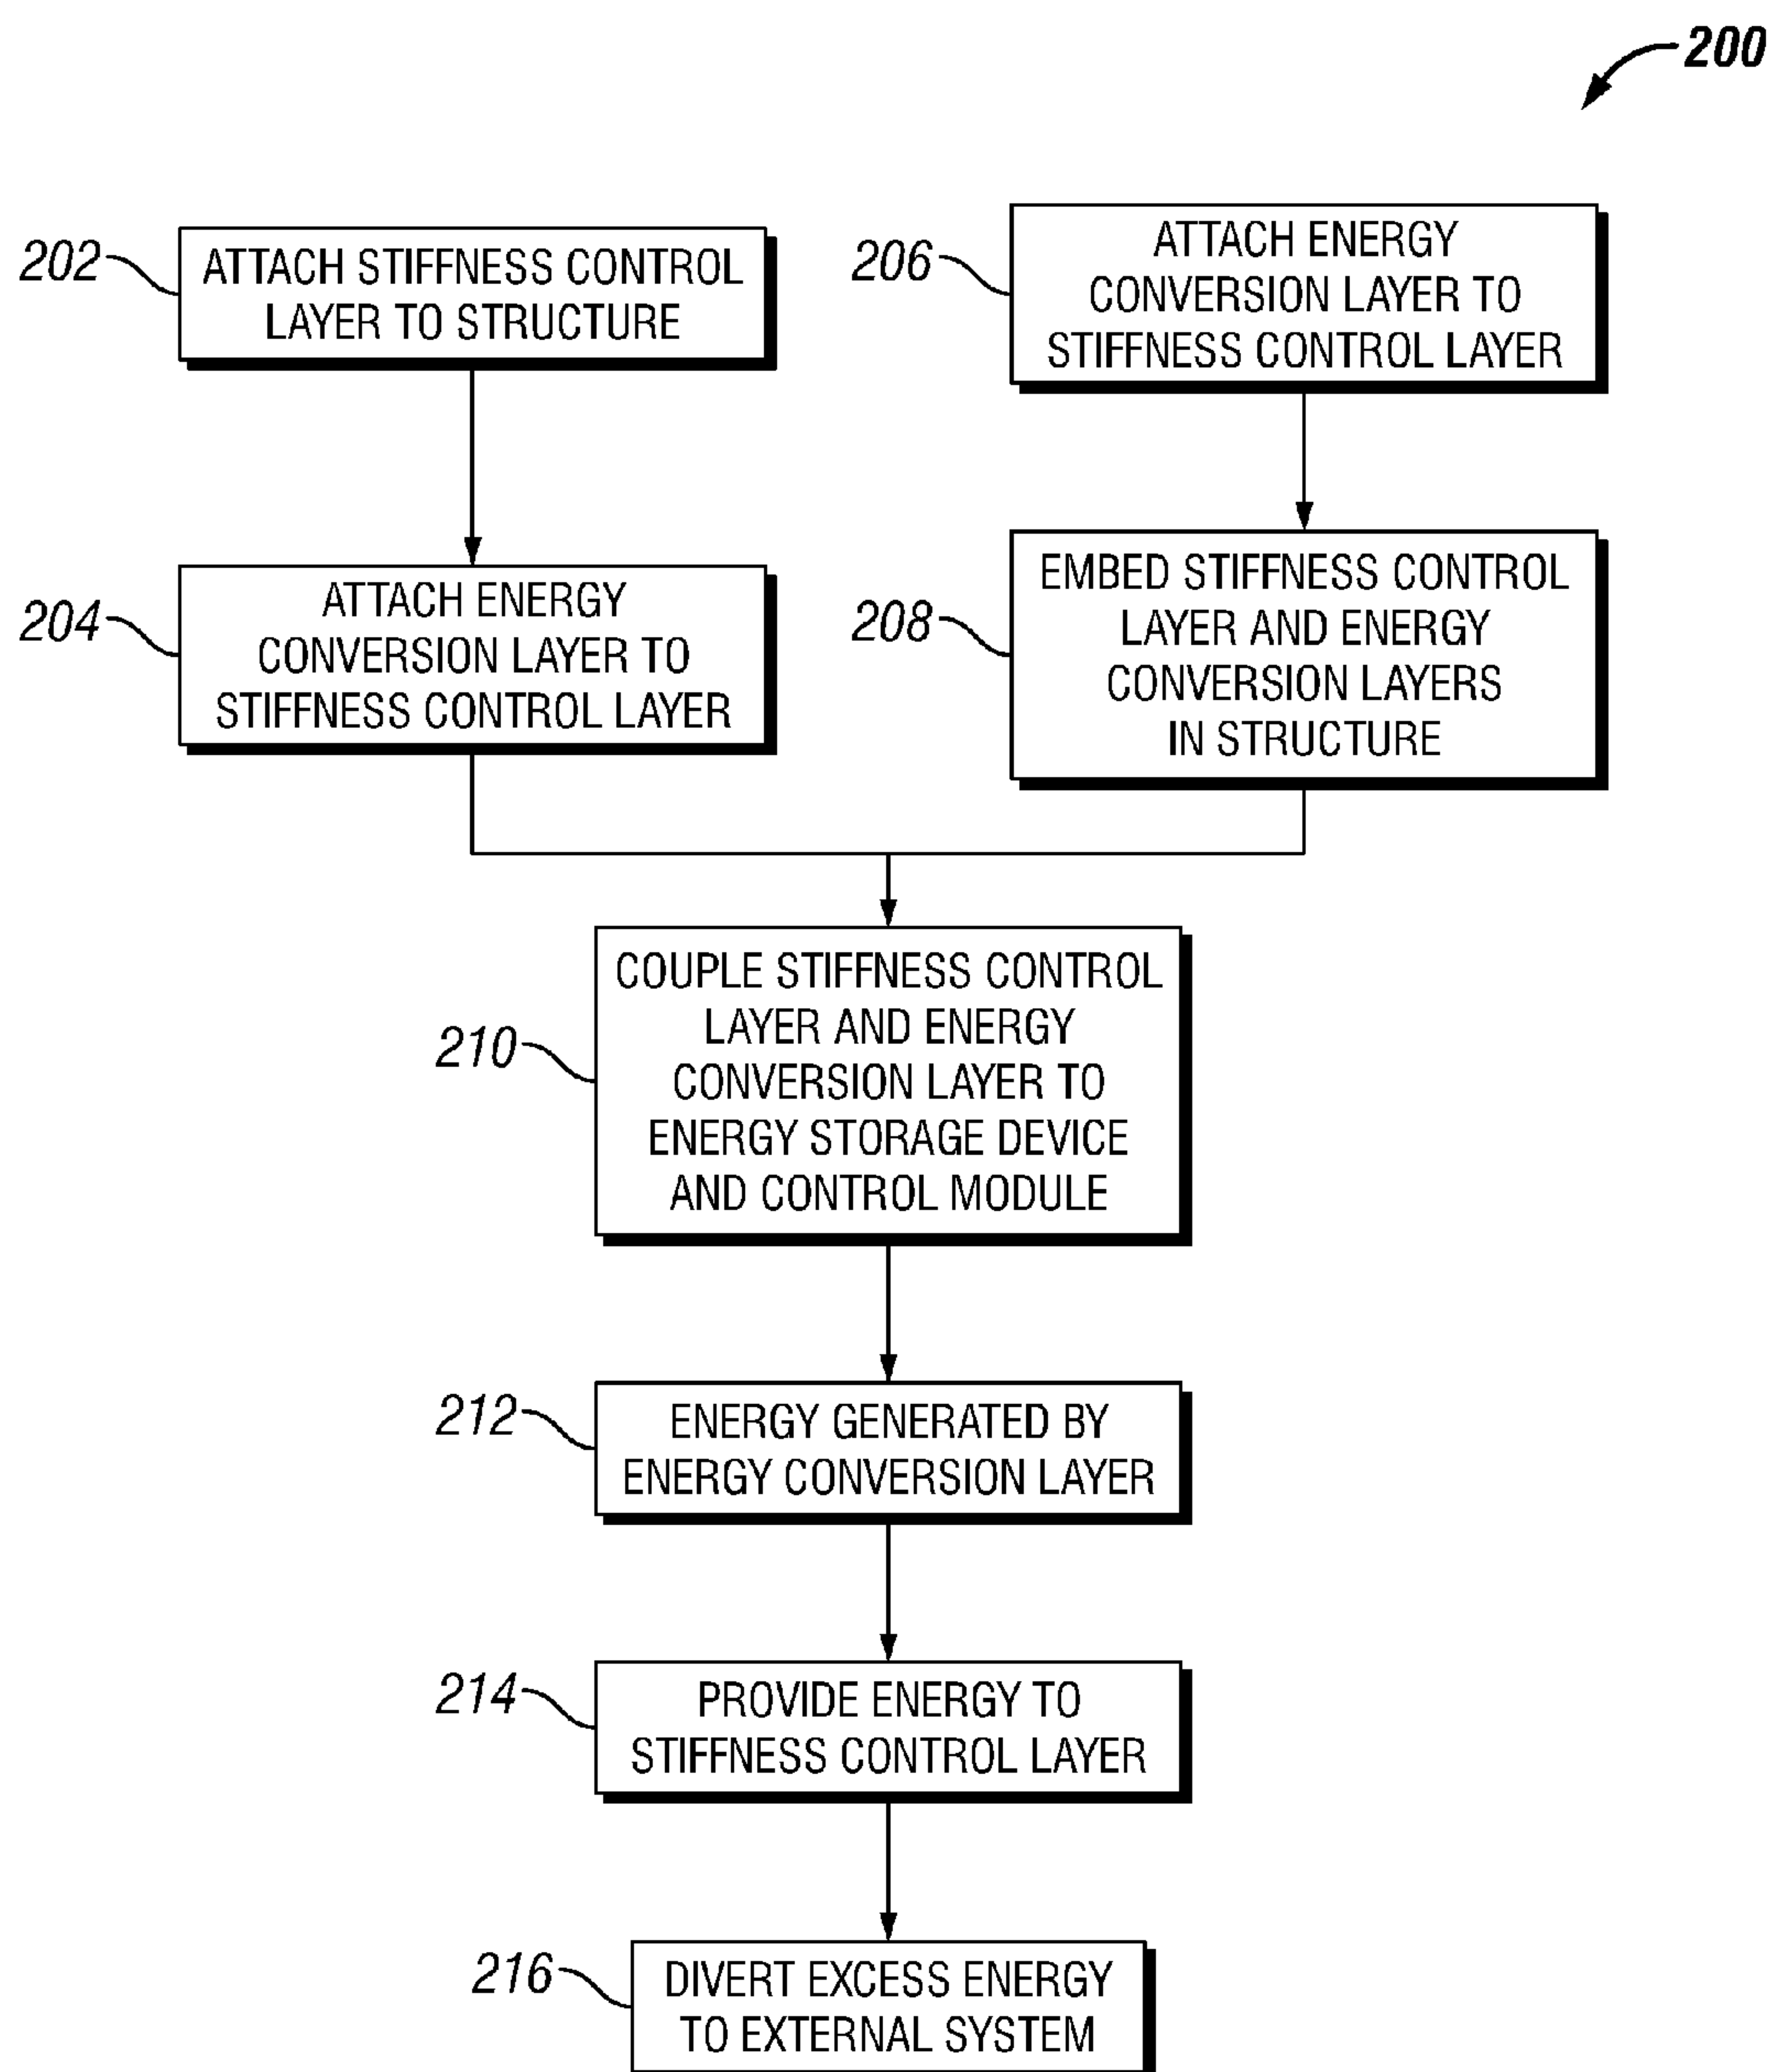 200
202
ATTACH STIFFNESS CONTROL
LAYER TO STRUCTURE
206
ATTACH ENERGY
CONVERSION LAYER TO
STIFFNESS CONTROL LAYER
204
ATTACH ENERGY
CONVERSION LAYER TO
STIFFNESS CONTROL LAYER
208
EMBED STIFFNESS CONTROL
LAYER AND ENERGY
CONVERSION LAYERS
IN STRUCTURE
210
COUPLE STIFFNESS CONTROL
LAYER AND ENERGY
CONVERSION LAYER TO
ENERGY STORAGE DEVICE
AND CONTROL MODULE
212
ENERGY GENERATED BY
ENERGY CONVERSION LAYER
214
PROVIDE ENERGY TO
STIFFNESS CONTROL LAYER
216
DIVERT EXCESS ENERGY
TO EXTERNAL SYSTEM